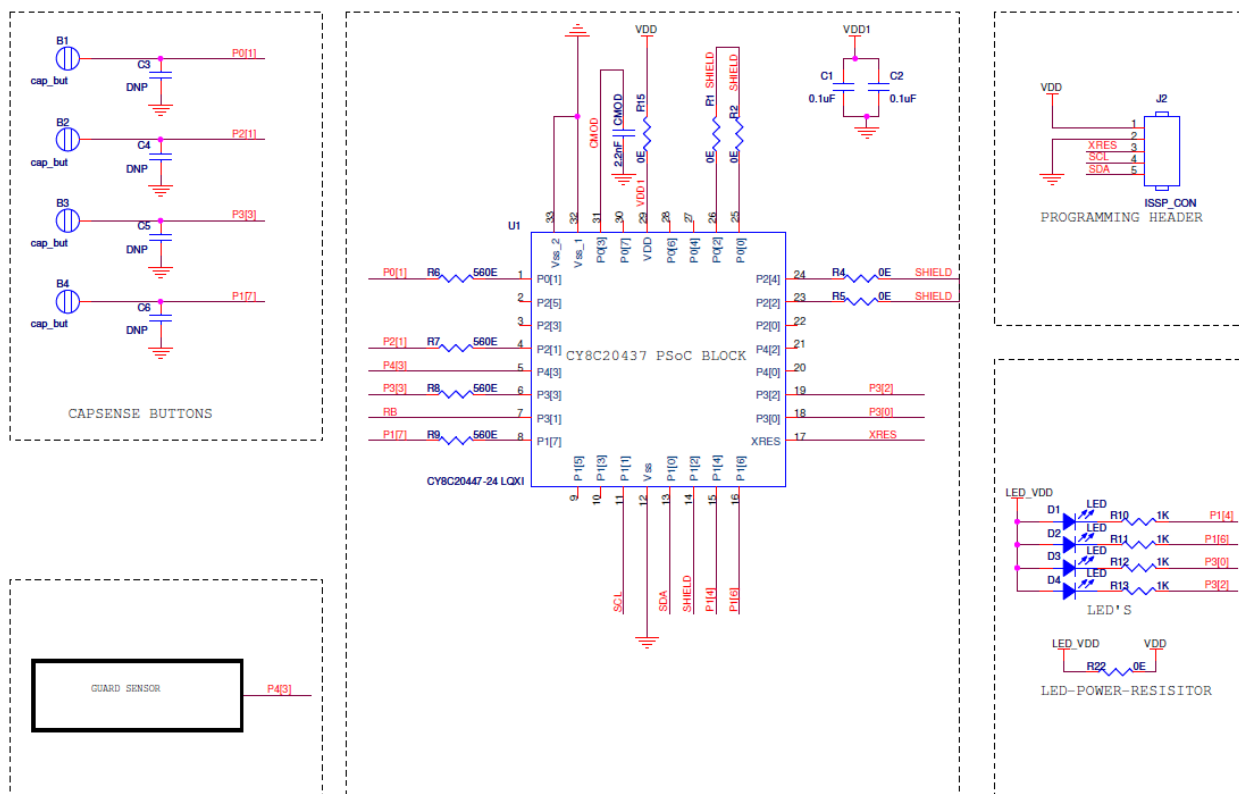 B1
cap_but
P0[1]
C3
DNP
B2
cap_but
P2[1]
C4
DNP
B3
cap_but
P3[3]
C5
DNP
B4
cap_but
P1[7]
C6
DNP
CAPSENSE BUTTONS
GUARD SENSOR
P4[3]
VDD
VDD1
CMOD
CMOD
2.2nF
R15
0E
VDD1
SHIELD
SHIELD
R1
0E
R2
0E
C1
0.1uF
C2
0.1uF
33
32
31
30
29
28
27
26
25
U1
Vss_2
Vss_1
P0[3]
P0[7]
VDD
P0[6]
P0[4]
P0[2]
P0[0]
P0[1] R6 560E 1 P0[1]
2 P2[5]
3 P2[3]
P2[1] R7 560E 4 P2[1]
P4[3] 5 P4[3]
P3[3] R8 560E 6 P3[3]
RB 7 P3[1]
P1[7] R9 560E 8 P1[7]
CY8C20437 PSoC BLOCK
P2[4] 24 R4 0E SHIELD
P2[2] 23 R5 0E SHIELD
P2[0] 22
P4[2] 21
P4[0] 20
P3[2] 19 P3[2]
P3[0] 18 P3[0]
XRES 17 XRES
P1[5]
P1[3]
P1[1]
Vss
P1[0]
P1[2]
P1[4]
P1[6]
CY8C20447-24 LQXI
9
10
11
12
13
14
15
16
SCL
SDA
SHIELD
P1[4]
P1[6]
VDD
J2
1
2
XRES 3
SCL 4
SDA 5
ISSP_CON
PROGRAMMING HEADER
LED_VDD
D1 LED R10 1K P1[4]
D2 LED R11 1K P1[6]
D3 LED R12 1K P3[0]
D4 LED R13 1K P3[2]
LED'S
LED_VDD VDD
R22 0E
LED-POWER-RESISITOR